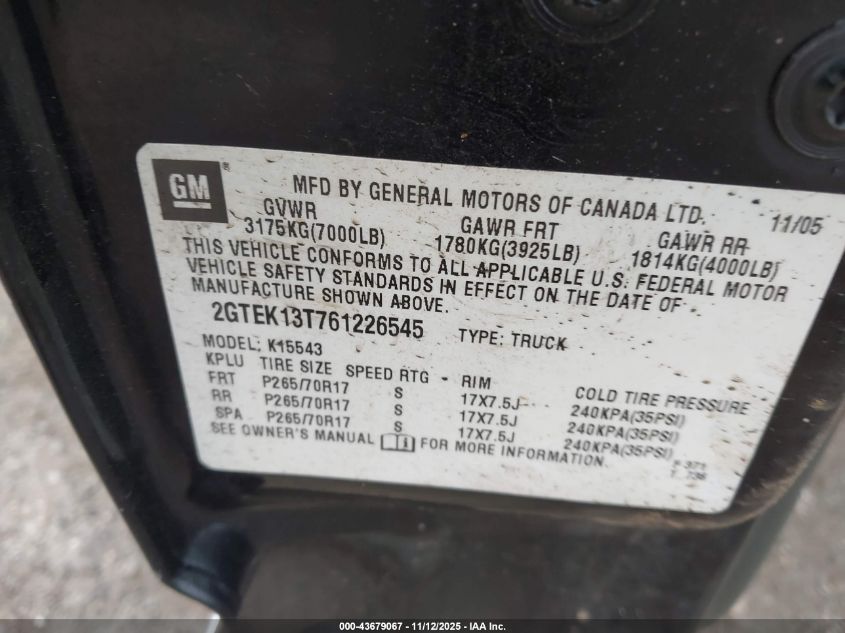 GM
MFD BY GENERAL MOTORS OF CANADA LTD. 11/05
GVWR GAWR FRT GAWR RR
3175KG(7000LB) 1780KG(3925LB) 1814KG(4000LB)
THIS VEHICLE CONFORMS TO ALL APPLICABLE U.S. FEDERAL MOTOR
VEHICLE SAFETY STANDARDS IN EFFECT ON THE DATE OF
MANUFACTURE SHOWN ABOVE.
2GTEK13T761226545 TYPE: TRUCK
MODEL: K15543
KPLU TIRE SIZE SPEED RTG - RIM COLD TIRE PRESSURE
FRT P265/70R17 S 17X7.5J 240KPA(35PSI)
RR P265/70R17 S 17X7.5J 240KPA(35PSI)
SPA P265/70R17 S 17X7.5J 240KPA(35PSI)
SEE OWNER'S MANUAL FOR MORE INFORMATION.
000-43679067 - 11/12/2025 - IAA Inc.